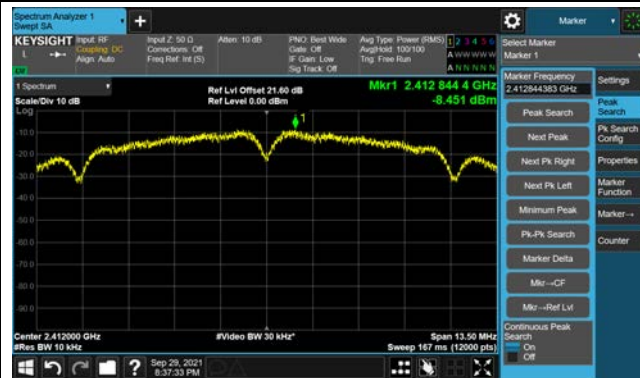 Spectrum Analyzer 1
Swept SA
+
Marker
KEYSIGHT
L
Input: RF
Coupling: DC
Align: Auto
Input Z: 50 Ω
Corrections: Off
Freq Ref: Int (S)
Atten: 10 dB
PNO: Best Wide
Gate: Off
IF Gain: Low
Sig Track: Off
Avg Type: Power (RMS)
Avg|Hold: 100/100
Trig: Free Run
1 2 3 4 5 6
A W W W W W
A N N N N N
Select Marker
Marker 1
1 Spectrum
Scale/Div 10 dB
Log
Ref Lvl Offset 21.60 dB
Ref Level 0.00 dBm
Mkr1 2.412 844 4 GHz
-8.451 dBm
1
-10.0
-20.0
-30.0
-40.0
-50.0
-60.0
-70.0
-80.0
-90.0
Center 2.412000 GHz
#Res BW 10 kHz
#Video BW 30 kHz*
Span 13.50 MHz
Sweep 167 ms (12000 pts)
Marker Frequency
2.412844383 GHz
Peak Search
Next Peak
Next Pk Right
Next Pk Left
Minimum Peak
Pk-Pk Search
Marker Delta
Mkr→CF
Mkr→Ref Lvl
Continuous Peak
Search
On
Off
Settings
Peak
Search
Pk Search
Config
Properties
Marker
Function
Marker→
Counter
?
Sep 29, 2021
8:37:33 PM